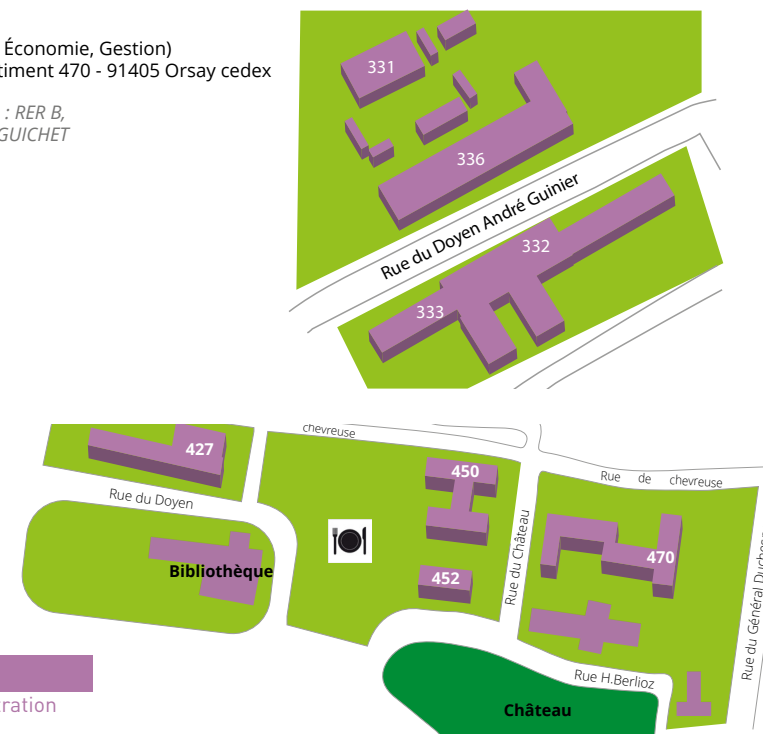 Économie, Gestion)
timent 470 - 91405 Orsay cedex
: RER B,
GUICHET
331
336
Rue du Doyen André Guinier
332
333
chevreuse
427
450
Rue de chevreuse
Rue du Doyen
Rue du Château
470
Bibliothèque
452
Rue du Général Duchesne
Rue H.Berlioz
Château
tration